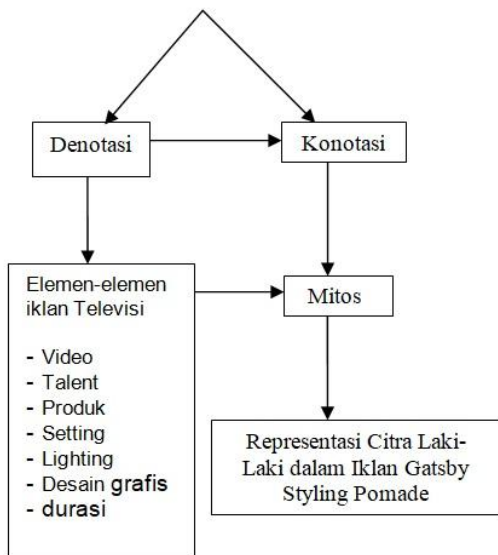 Denotasi
Konotasi
Elemen-elemen
iklan Televisi
- Video
- Talent
- Produk
- Setting
- Lighting
- Desain grafis
- durasi
Mitos
Representasi Citra Laki-
Laki dalam Iklan Gatsby
Styling Pomade